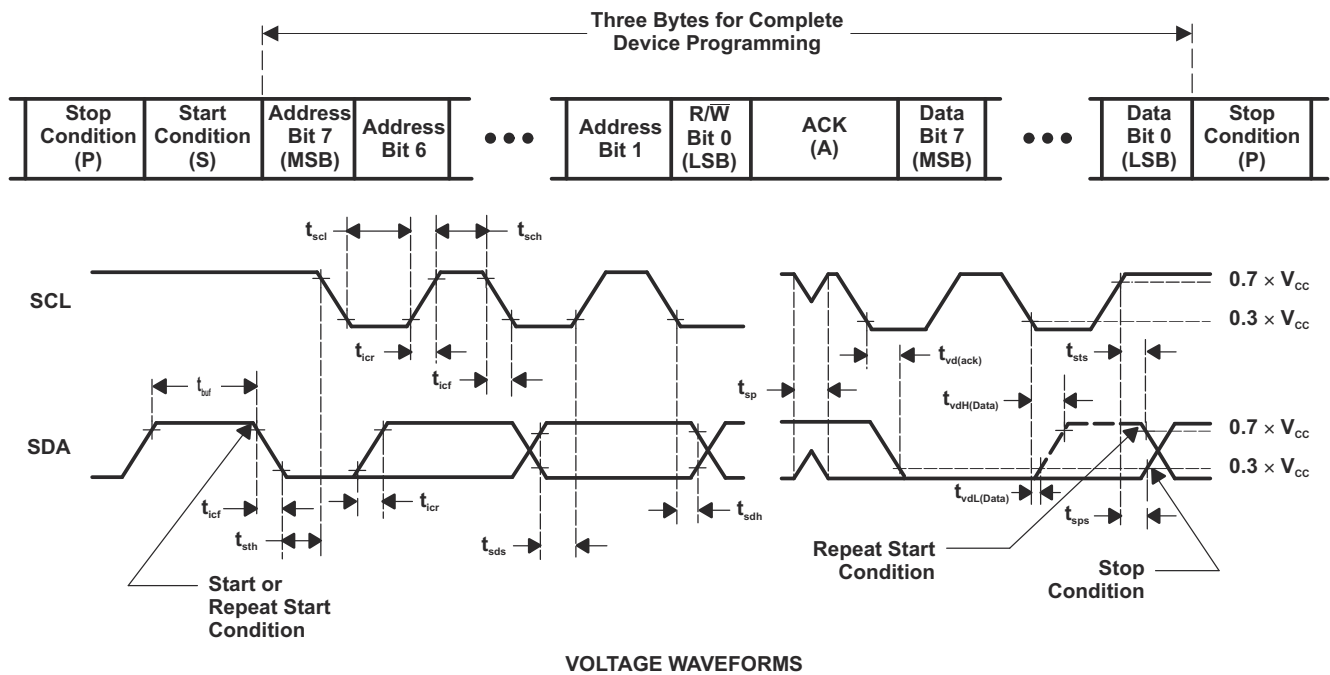 Three Bytes for Complete
Device Programming
Stop
Condition
(P)
Start
Condition
(S)
Address
Bit 7
(MSB)
Address
Bit 6
•••
Address
Bit 1
R/W̅
Bit 0
(LSB)
ACK
(A)
Data
Bit 7
(MSB)
•••
Data
Bit 0
(LSB)
Stop
Condition
(P)
tscl
tsch
SCL
0.7 × VCC
0.3 × VCC
ticr
ticf
tvd(ack)
tsts
tbuf
tsp
tvdH(Data)
SDA
0.7 × VCC
0.3 × VCC
ticf
ticr
tsth
tsds
tsdh
tvdL(Data)
tsps
Start or
Repeat Start
Condition
Repeat Start
Condition
Stop
Condition
VOLTAGE WAVEFORMS